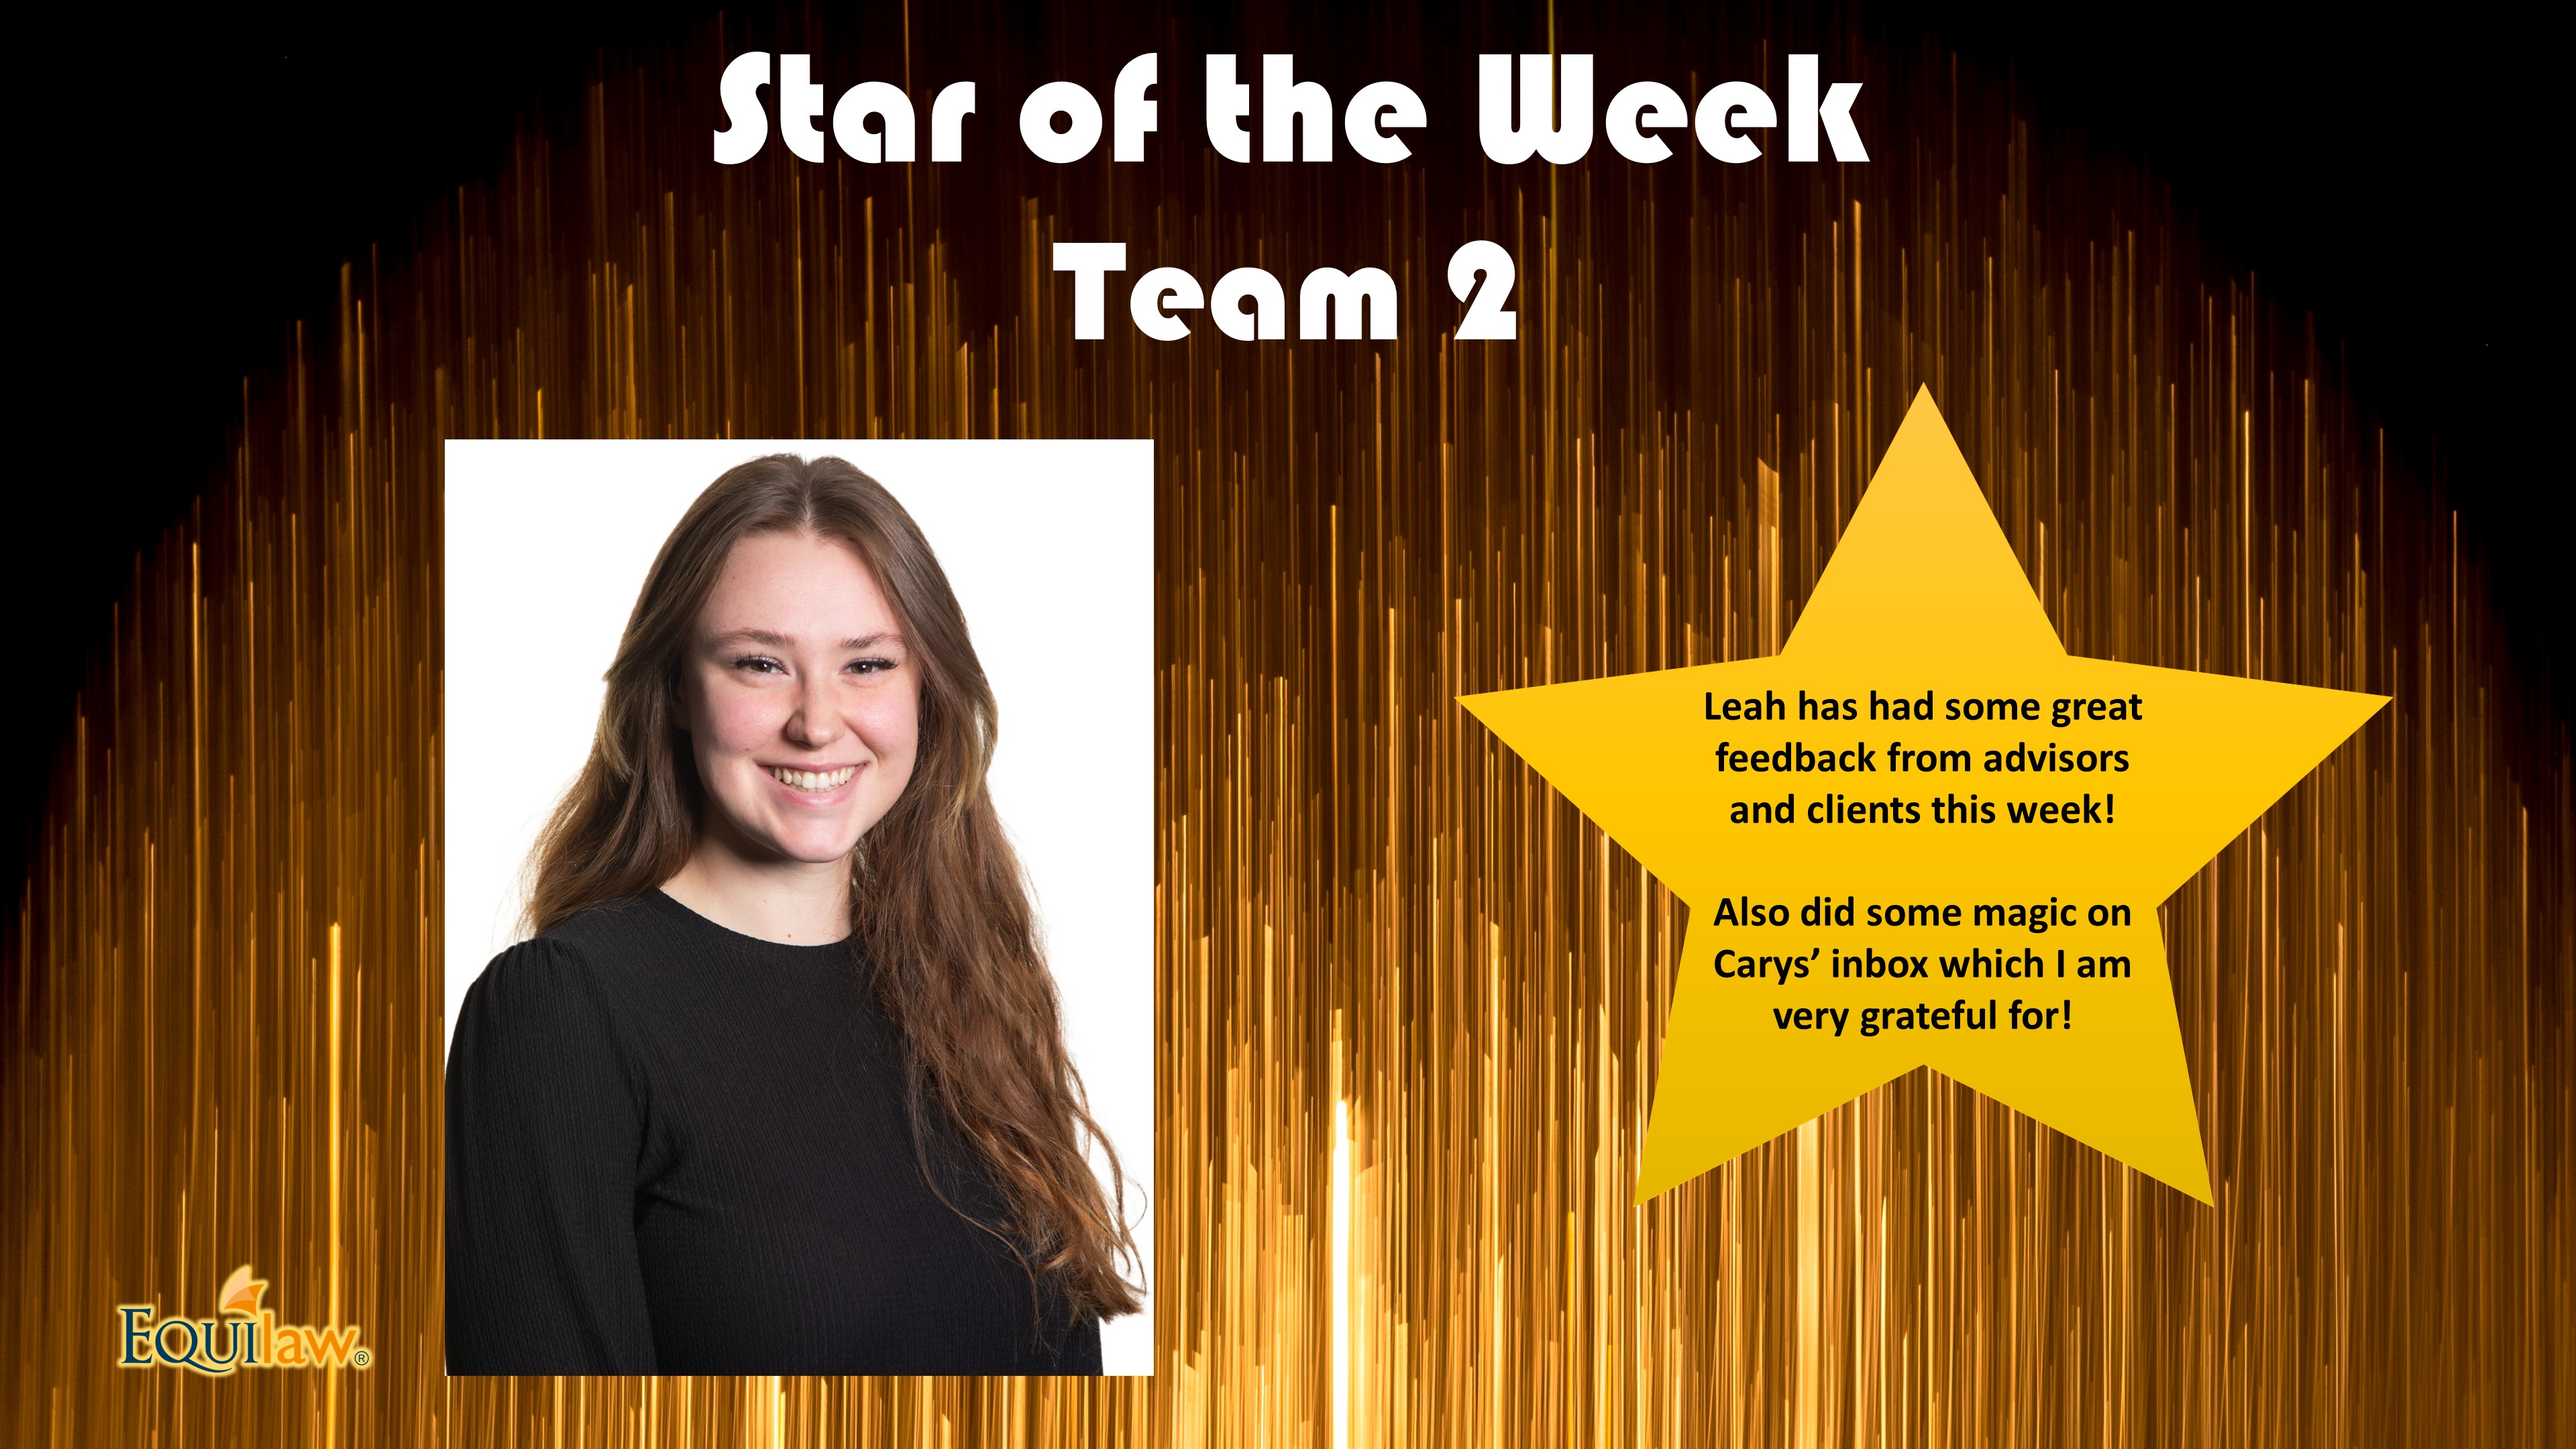 Star of the Week
Team 2
Leah has had some great
feedback from advisors
and clients this week!
Also did some magic on
Carys’ inbox which I am
very grateful for!
EQUIlaw®